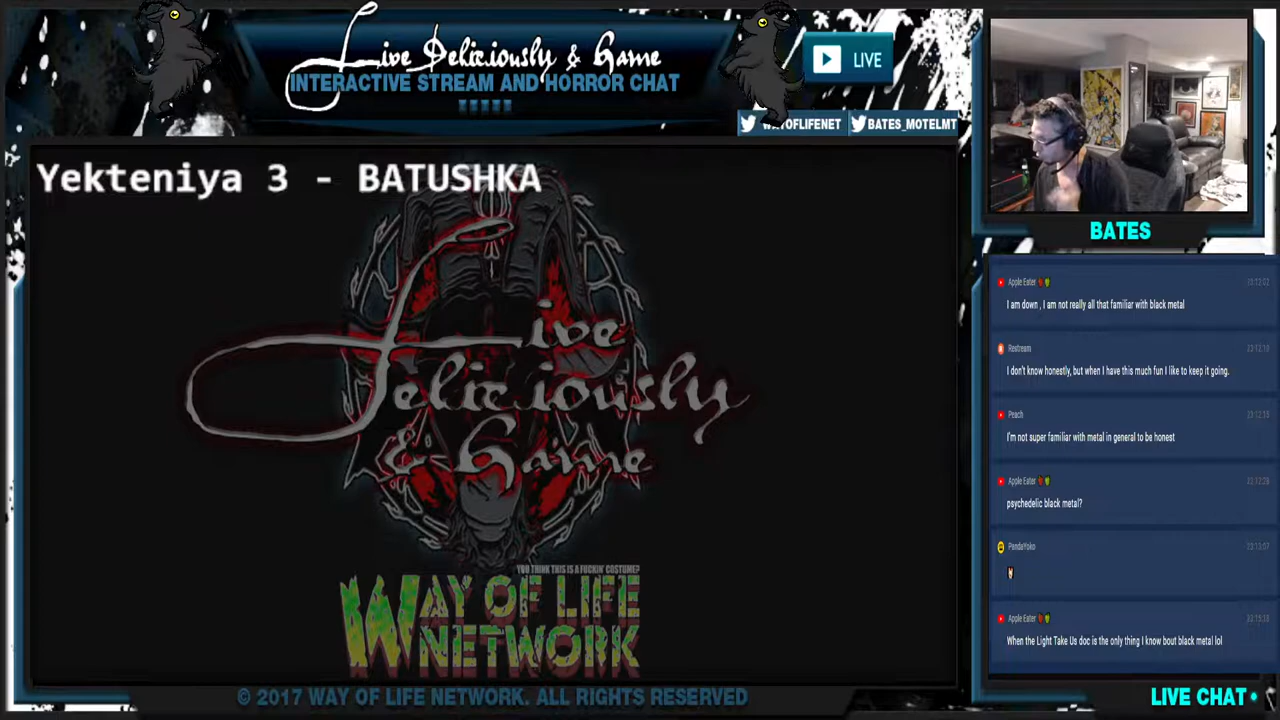 Live Deliciously & Game
INTERACTIVE STREAM AND HORROR CHAT
LIVE
WAYOFLIFENET
BATES_MOTELMT
Yekteniya 3 - BATUSHKA
Live
Deliciously
& Game
YOU THINK THIS IS A FUCKIN' COSTUME?
WAY OF LIFE
NETWORK
© 2017 WAY OF LIFE NETWORK. ALL RIGHTS RESERVED
BATES
Apple Eater
I am down , I am not really all that familiar with black metal
Restream
I don't know honestly, but when I have this much fun I like to keep it going.
Peach
I'm not super familiar with metal in general to be honest
Apple Eater
psychedelic black metal?
PandaYoko
Apple Eater
When the Light Take Us doc is the only thing I know bout black metal lol
LIVE CHAT